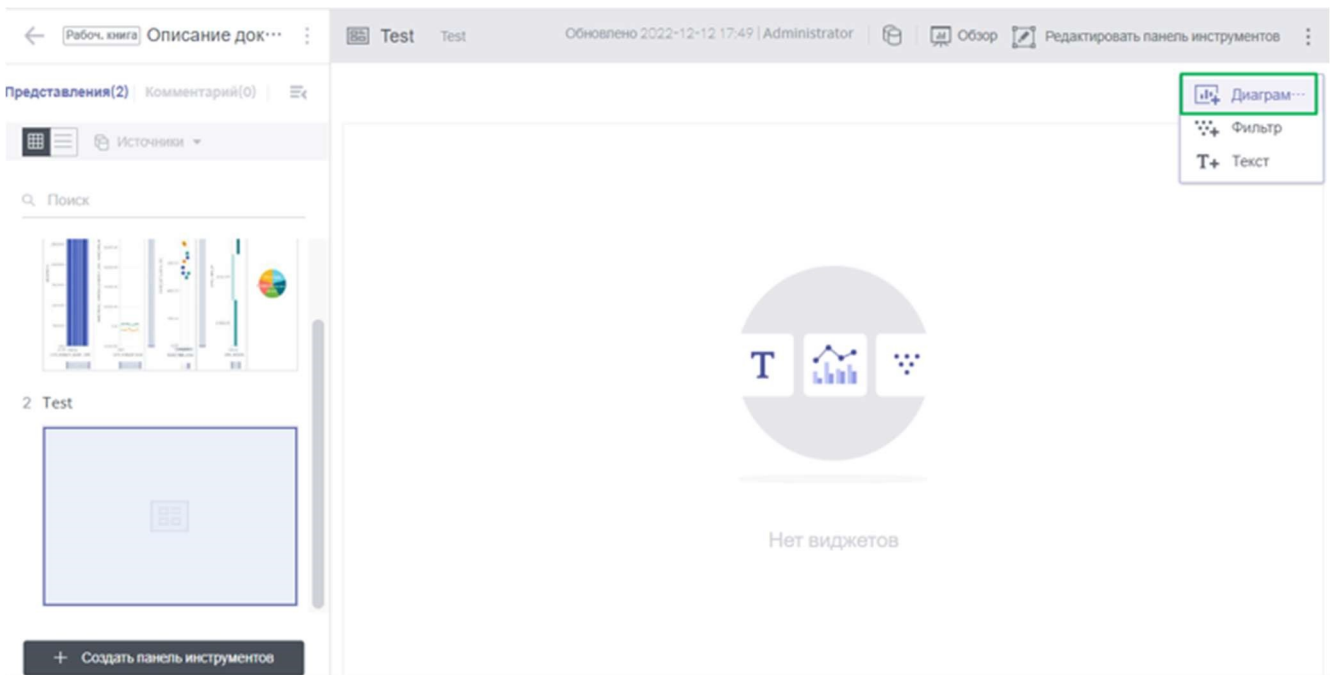 Рабоч. книга Описание док···
Test Test Обновлено 2022-12-12 17:49 | Administrator Обзор Редактировать панель инструментов
Представления(2) Комментарий(0)
Диаграм···
Источники
Фильтр
T+ Текст
Поиск
T
2 Test
Нет виджетов
+ Создать панель инструментов